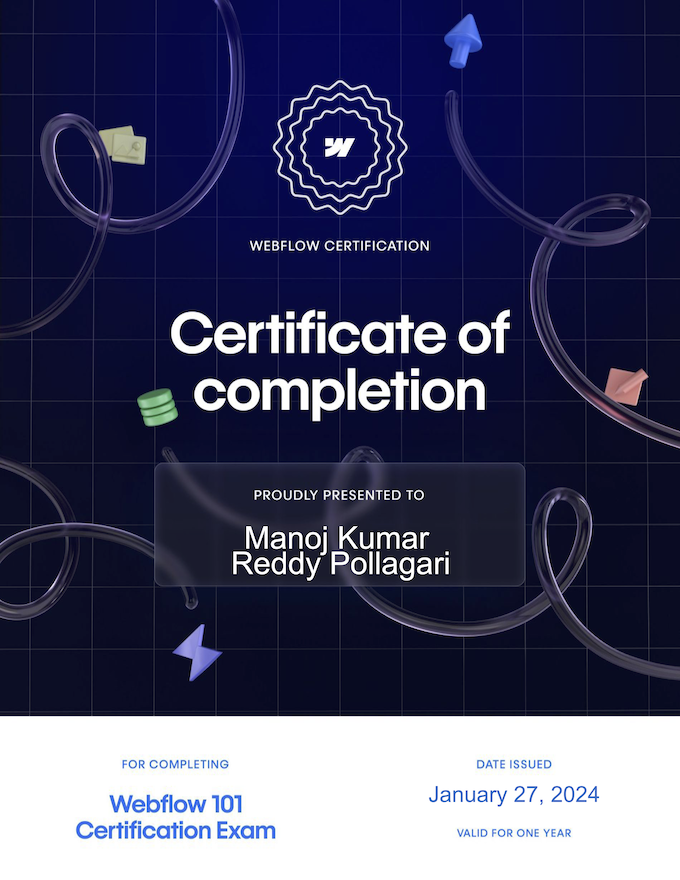 WEBFLOW CERTIFICATION
Certificate of
completion
PROUDLY PRESENTED TO
Manoj Kumar
Reddy Pollagari
FOR COMPLETING
Webflow 101
Certification Exam
DATE ISSUED
January 27, 2024
VALID FOR ONE YEAR